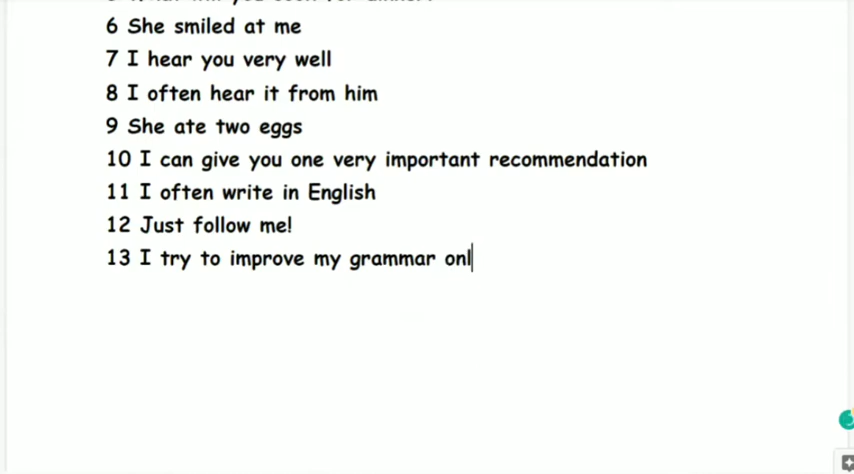 6 She smiled at me
7 I hear you very well
8 I often hear it from him
9 She ate two eggs
10 I can give you one very important recommendation
11 I often write in English
12 Just follow me!
13 I try to improve my grammar onl